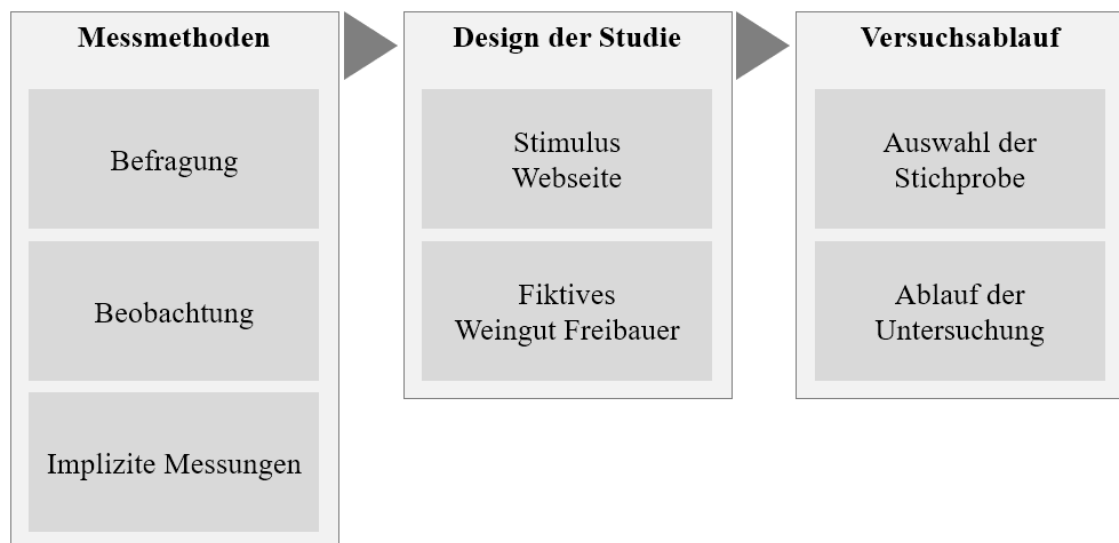 Messmethoden
Befragung
Beobachtung
Implizite Messungen
Design der Studie
Stimulus
Webseite
Fiktives
Weingut Freibauer
Versuchsablauf
Auswahl der
Stichprobe
Ablauf der
Untersuchung